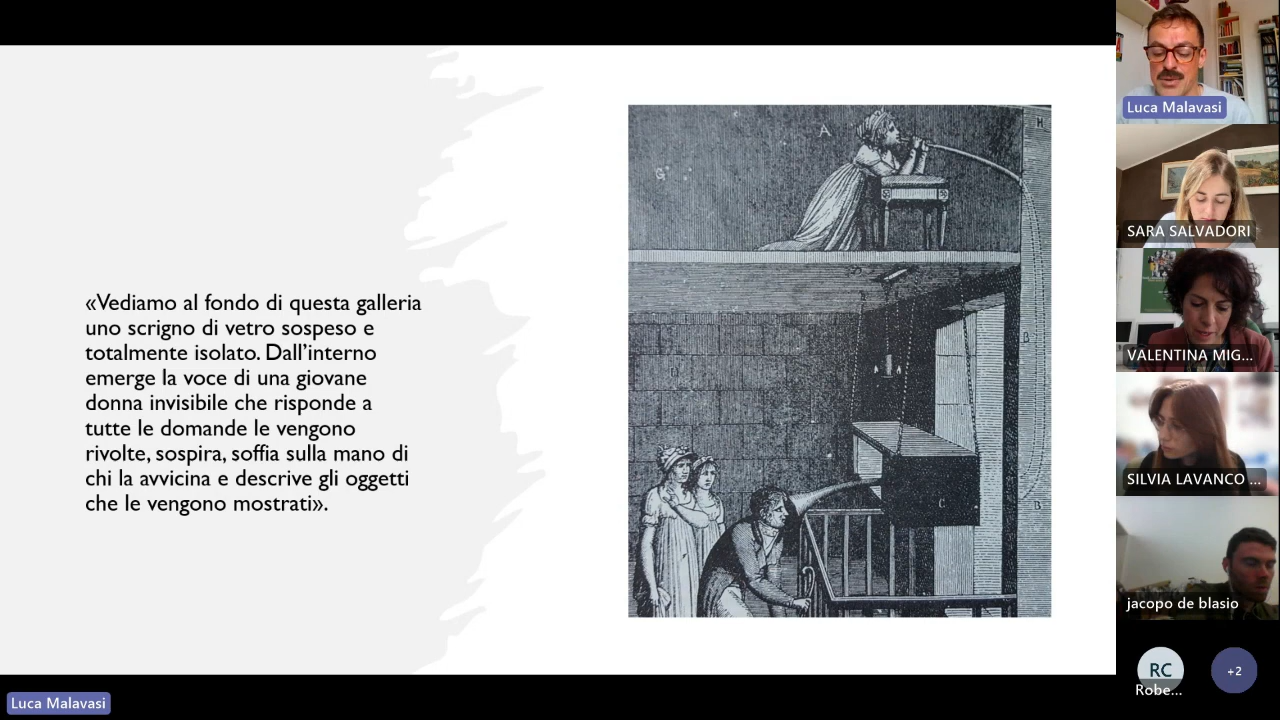 «Vediamo al fondo di questa galleria
uno scrigno di vetro sospeso e
totalmente isolato. Dall’interno
emerge la voce di una giovane
donna invisibile che risponde a
tutte le domande le vengono
rivolte, sospira, soffia sulla mano di
chi la avvicina e descrive gli oggetti
che le vengono mostrati».
A
H
G
B
B
C
Luca Malavasi
SARA SALVADORI
VALENTINA MIG...
SILVIA LAVANCO ...
jacopo de blasio
RC
Robe...
+2
Luca Malavasi